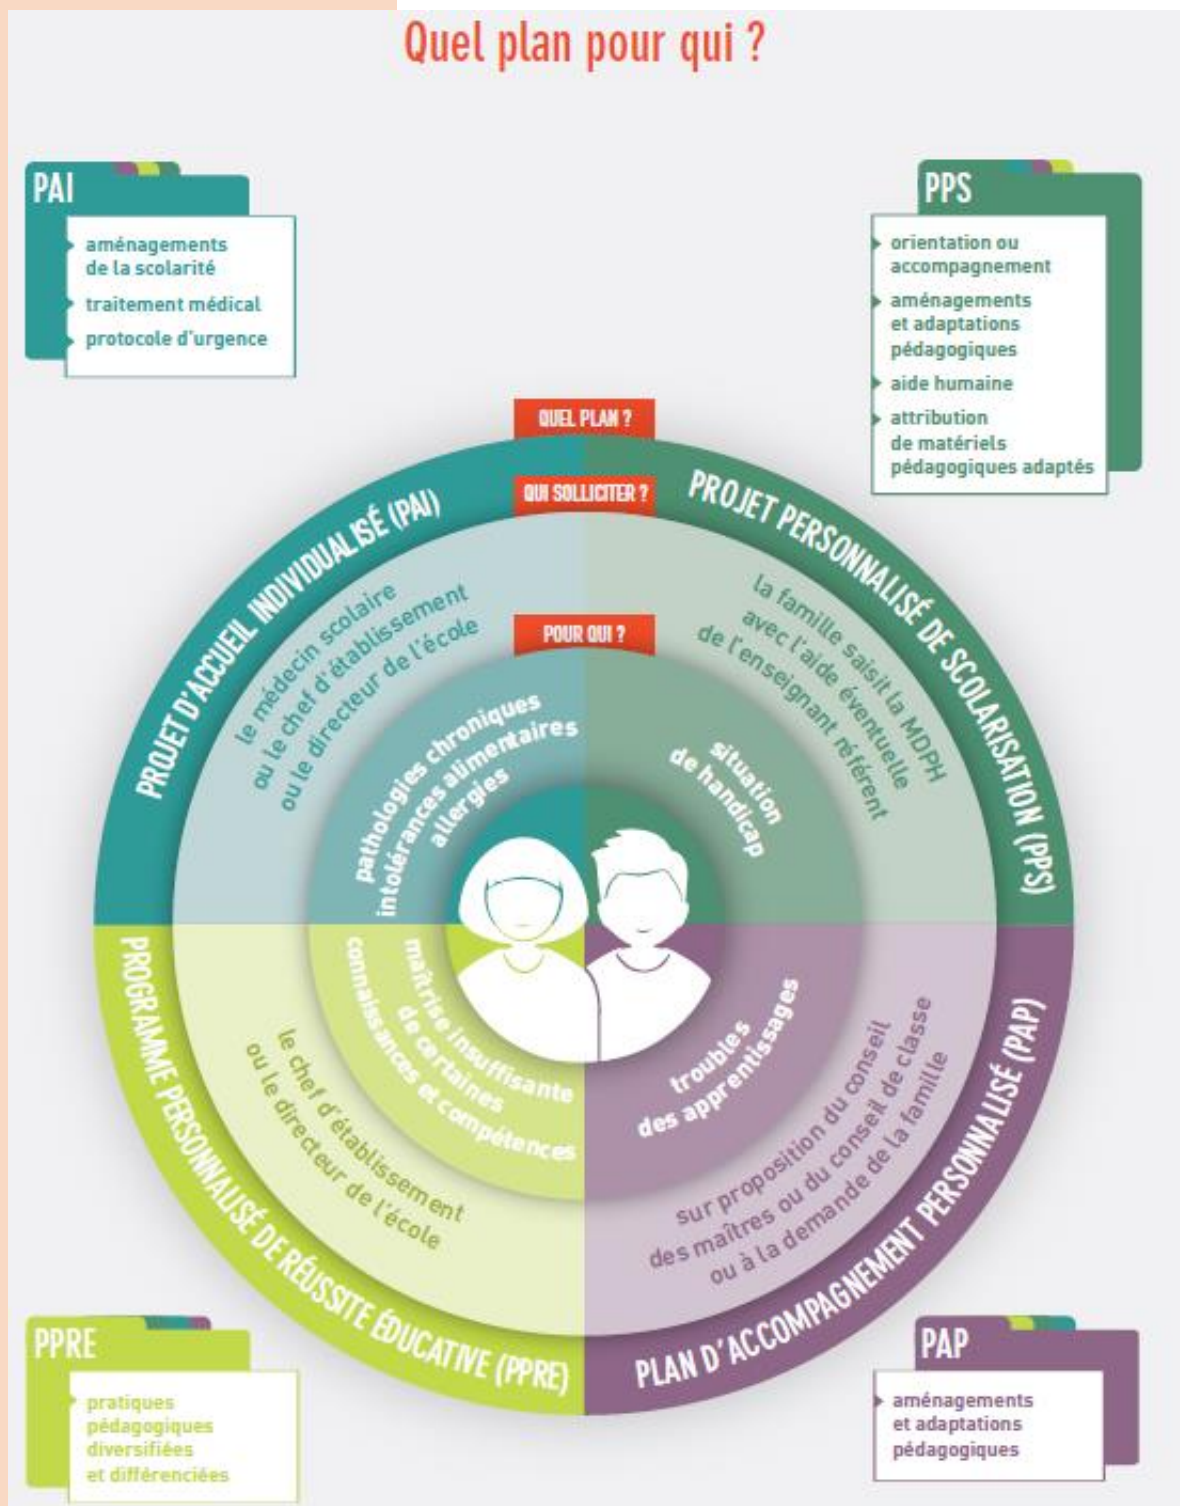 Quel plan pour qui ?
PAI
aménagements
de la scolarité
traitement médical
protocole d'urgence
PPS
orientation ou
accompagnement
aménagements
et adaptations
pédagogiques
aide humaine
attribution
de matériels
pédagogiques adaptés
QUEL PLAN ?
QUI SOLLICITER ?
POUR QUI ?
PROJET D'ACCUEIL INDIVIDUALISÉ (PAI)
le médecin scolaire
ou le chef d'établissement
ou le directeur de l'école
pathologies chroniques
intolérances alimentaires
allergies
PROJET PERSONNALISÉ DE SCOLARISATION (PPS)
la famille saisit la MDPH
avec l'aide éventuelle
de l'enseignant référent
situation
de handicap
PROGRAMME PERSONNALISÉ DE RÉUSSITE ÉDUCATIVE (PPRE)
le chef d'établissement
ou le directeur de l'école
maîtrise insuffisante
de certaines
connaissances et compétences
PLAN D'ACCOMPAGNEMENT PERSONNALISÉ (PAP)
sur proposition du conseil
des maîtres ou du conseil de classe
ou à la demande de la famille
troubles
des apprentissages
PPRE
pratiques
pédagogiques
diversifiées
et différenciées
PAP
aménagements
et adaptations
pédagogiques